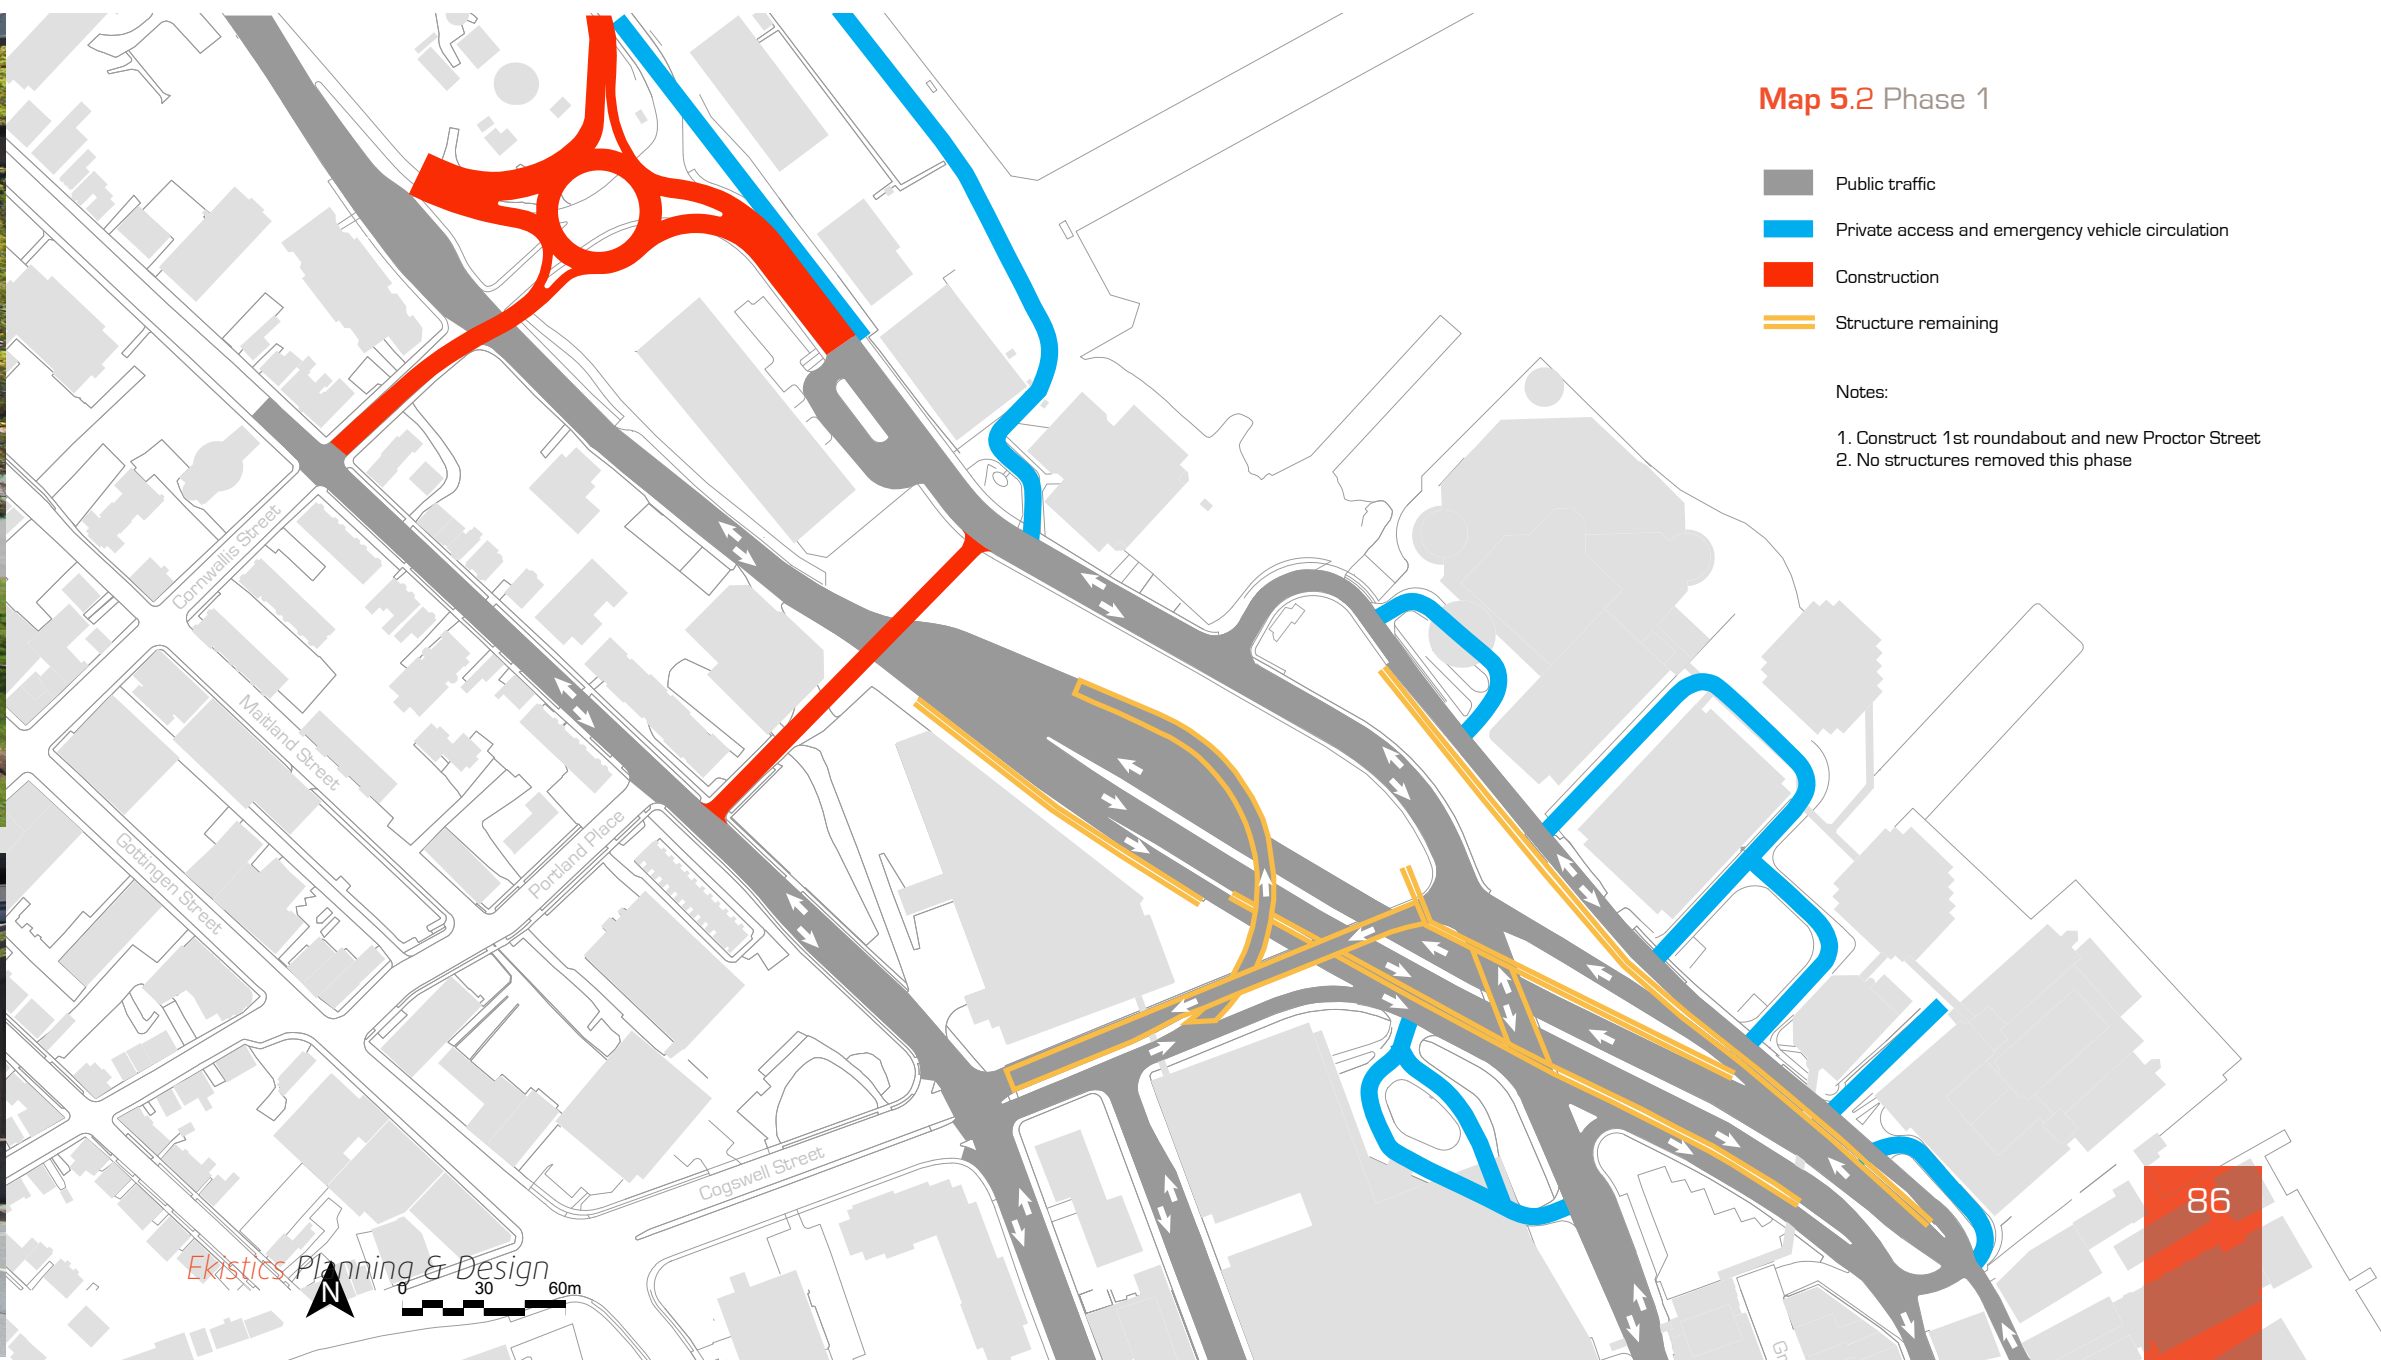 Map 5.2 Phase 1
Public traffic
Private access and emergency vehicle circulation
Construction
Structure remaining
Notes:
1. Construct 1st roundabout and new Proctor Street
2. No structures removed this phase
Cornwallis Street
Maitland Street
Gottingen Street
Portland Place
Cogswell Street
Ekistics Planning & Design
N
0 30 60m
86